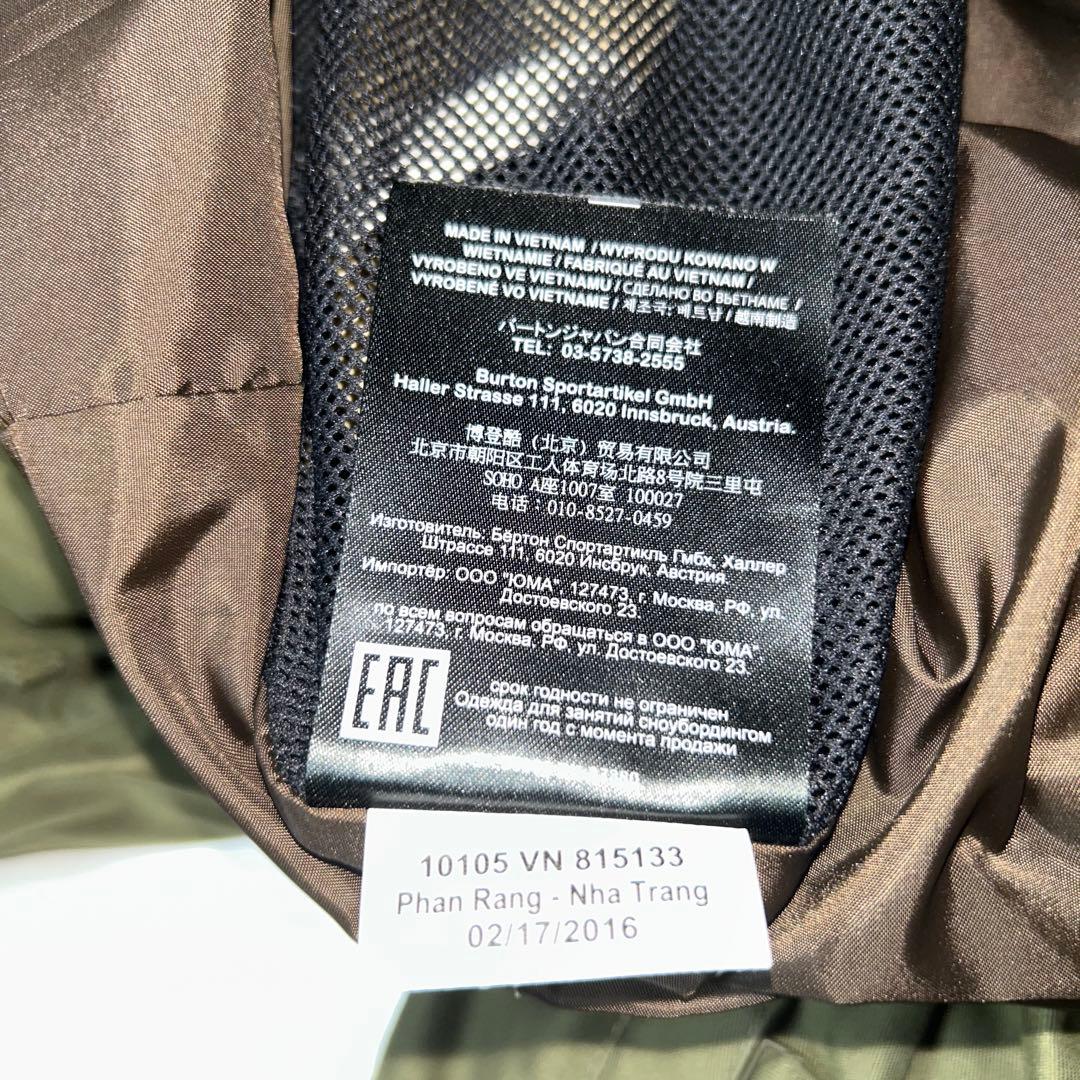 MADE IN VIETNAM / WYPRODU KOWANO W
WIETNAMIE / FABRIQUÉ AU VIETNAM /
VYROBENO VE VIETNAMU / СДЕЛАНО ВО ВЬЕТНАМЕ /
VYROBENÉ VO VIETNAME / 제조국: 베트남 / 越南制造
バートンジャパン合同会社
TEL: 03-5738-2555
Burton Sportartikel GmbH
Haller Strasse 111, 6020 Innsbruck, Austria.
博登酷（北京）贸易有限公司
北京市朝阳区工人体育场北路8号院三里屯
SOHO A座1007室 100027
电话：010-8527-0459
Изготовитель: Бёртон Спортартикль Гмбх. Халлер
Штрассе 111, 6020 Инсбрук, Австрия
Импортёр: ООО "ЮМА", 127473, г. Москва, РФ, ул.
Достоевского 23.
по всем вопросам обращаться в ООО "ЮМА"
127473, г. Москва, РФ, ул. Достоевского 23.
EAC
срок годности не ограничен
Одежда для занятий сноубордингом
один год с момента продажи
10105 VN 815133
Phan Rang - Nha Trang
02/17/2016